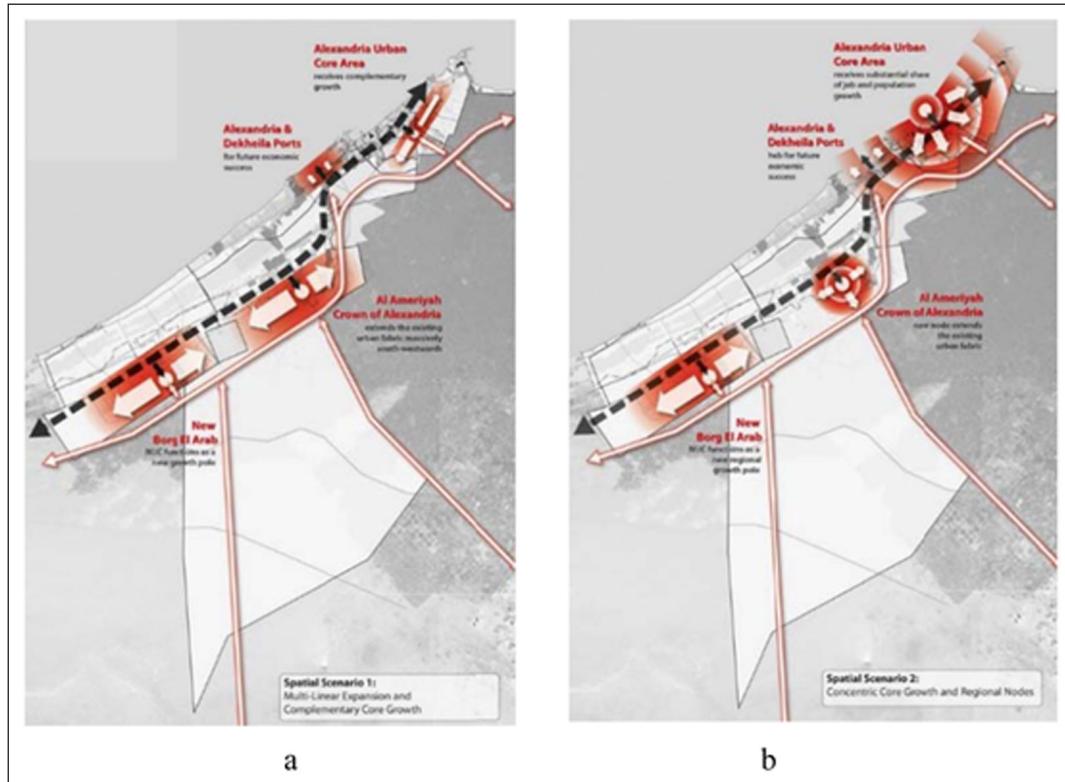 Alexandria Urban
Core Area
receives complementary
growth
Alexandria &
Dekheila Ports
for future economic
success
Al Ameriyah
Crown of Alexandria
extends the existing
urban fabric massively
south-westwards
New
Borg El Arab
NUC functions as a
new growth pole
Spatial Scenario 1:
Multi-Linear Expansion and
Complementary Core Growth
a
Alexandria Urban
Core Area
receives substantial share
of job and population
growth
Alexandria &
Dekheila Ports
hub for future
economic
success
Al Ameriyah
Crown of Alexandria
new node extends
the existing
urban fabric
New
Borg El Arab
NUC functions as a
new regional
growth pole
Spatial Scenario 2:
Concentric Core Growth and Regional Nodes
b